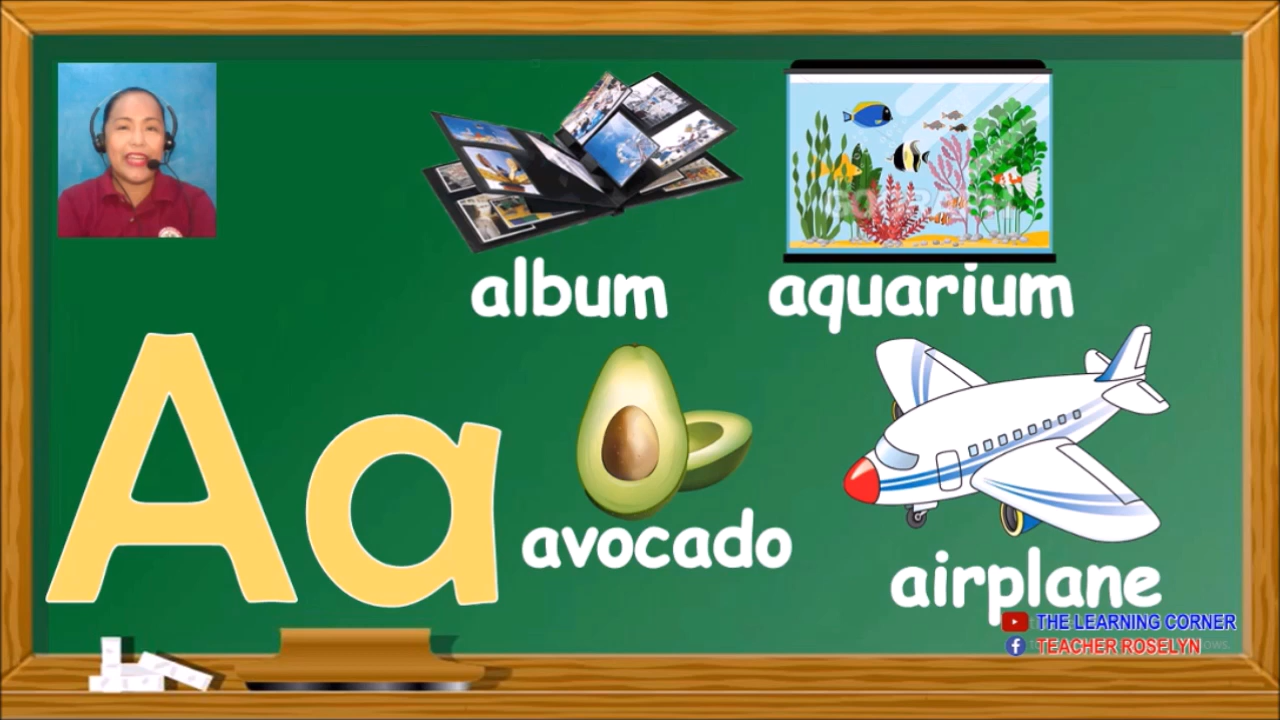 album
aquarium
Aa
avocado
airplane
THE LEARNING CORNER
TEACHER ROSELYN